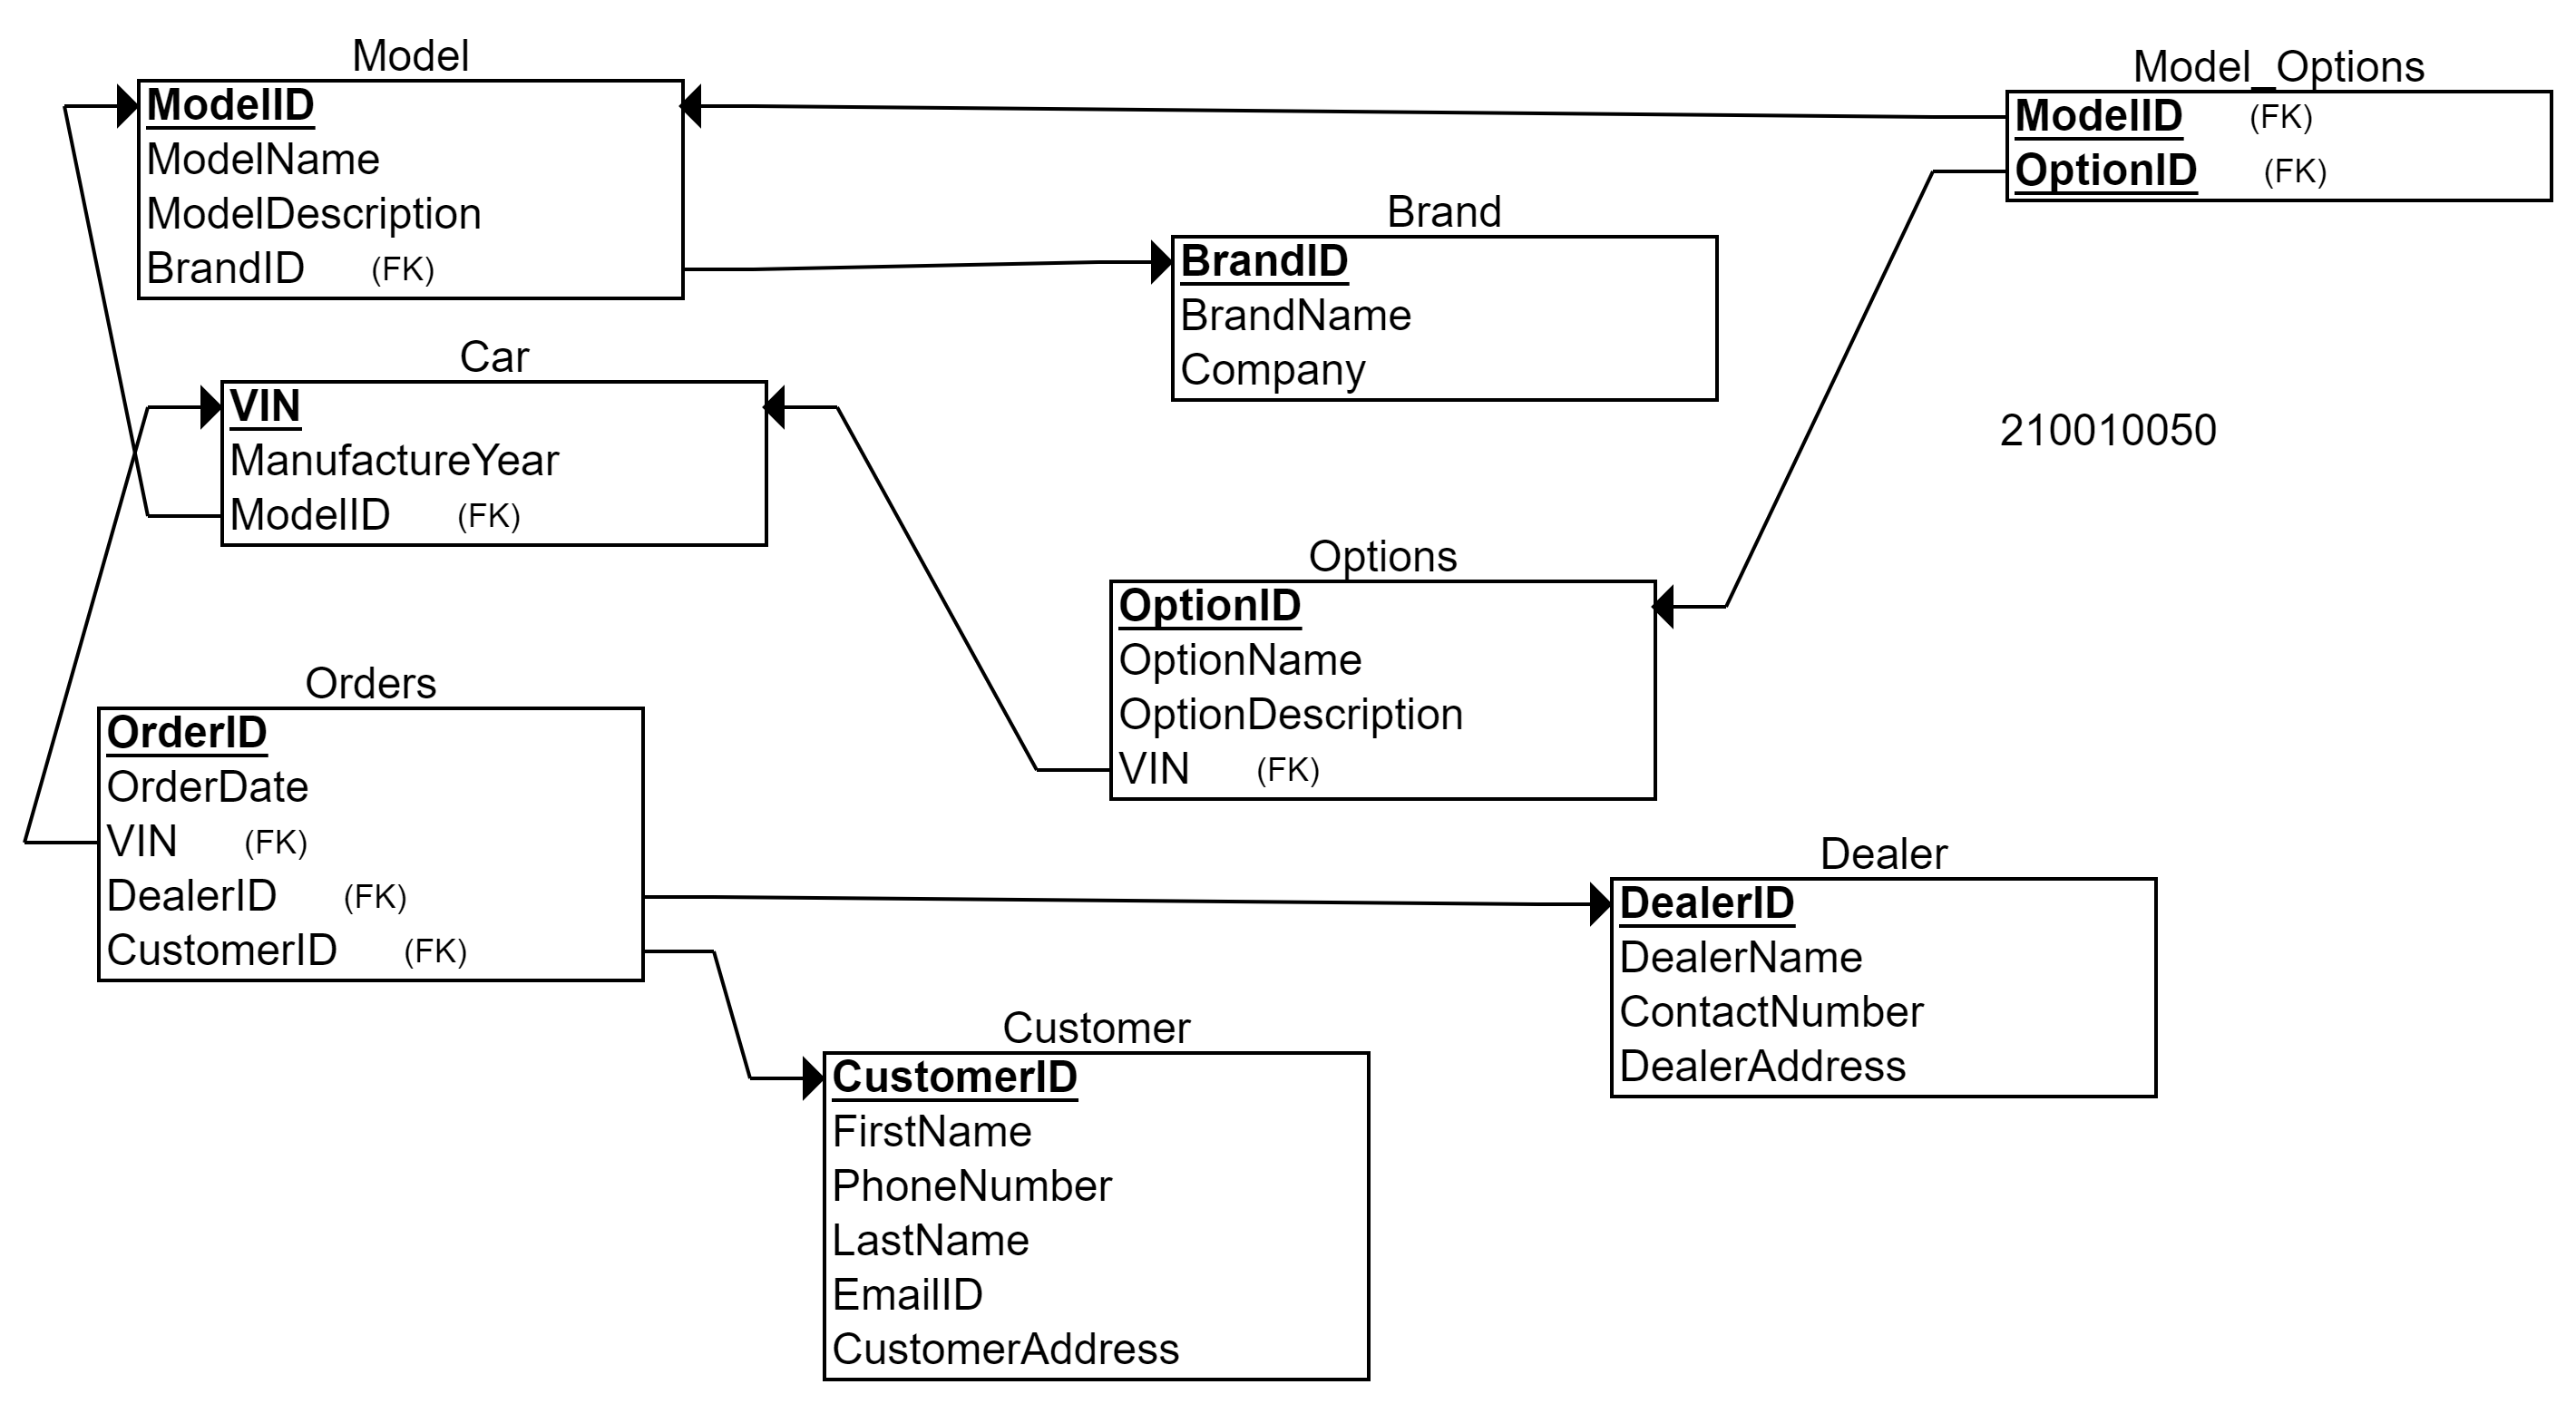 Model
ModelID
ModelName
ModelDescription
BrandID (FK)
Model_Options
ModelID (FK)
OptionID (FK)
Brand
BrandID
BrandName
Company
Car
VIN
ManufactureYear
ModelID (FK)
210010050
Options
OptionID
OptionName
OptionDescription
VIN (FK)
Orders
OrderID
OrderDate
VIN (FK)
DealerID (FK)
CustomerID (FK)
Dealer
DealerID
DealerName
ContactNumber
DealerAddress
Customer
CustomerID
FirstName
PhoneNumber
LastName
EmailID
CustomerAddress